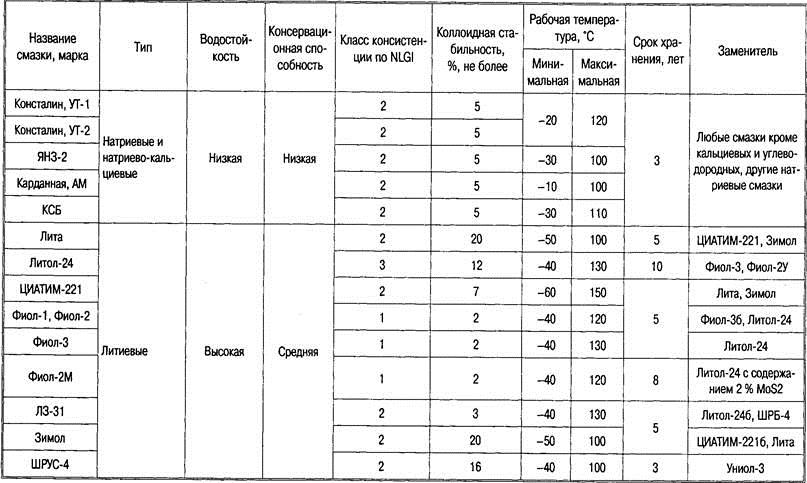 Название смазки, марка | Тип | Водостойкость | Консервационная способность | Класс консистенции по NLGI | Коллоидная стабильность, %, не более | Рабочая температура, °С | Срок хранения, лет | Заменитель
Минимальная | Максимальная
Консталин, УТ-1 | Натриевые и натриево-кальциевые | Низкая | Низкая | 2 | 5 | –20 | 120 | 3 | Любые смазки кроме кальциевых и углеводородных, другие натриевые смазки
Консталин, УТ-2 | 2 | 5
ЯНЗ-2 | 2 | 5 | –30 | 100
Карданная, АМ | 2 | 5 | –10 | 100
КСБ | 2 | 5 | –30 | 110
Лита | Литиевые | Высокая | Средняя | 2 | 20 | –50 | 100 | 5 | ЦИАТИМ-221, Зимол
Литол-24 | 3 | 12 | –40 | 130 | 10 | Фиол-3, Фиол-2У
ЦИАТИМ-221 | 2 | 7 | –60 | 150 | 5 | Лита, Зимол
Фиол-1, Фиол-2 | 1 | 2 | –40 | 120 | Фиол-3б, Литол-24
Фиол-3 | 1 | 2 | –40 | 130 | Литол-24
Фиол-2М | 1 | 2 | –40 | 120 | 8 | Литол-24 с содержанием 2 % MoS2
ЛЗ-31 | 2 | 3 | –40 | 130 | 5 | Литол-24б, ШРБ-4
Зимол | 2 | 20 | –50 | 100 | ЦИАТИМ-221б, Лита
ШРУС-4 | 2 | 16 | –40 | 100 | 3 | Униол-3